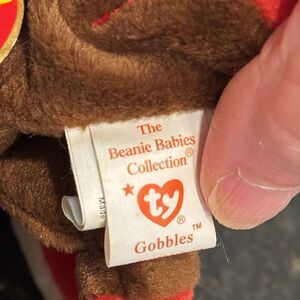 The
Beanie Babies
Collection®
ty®
Gobbles™